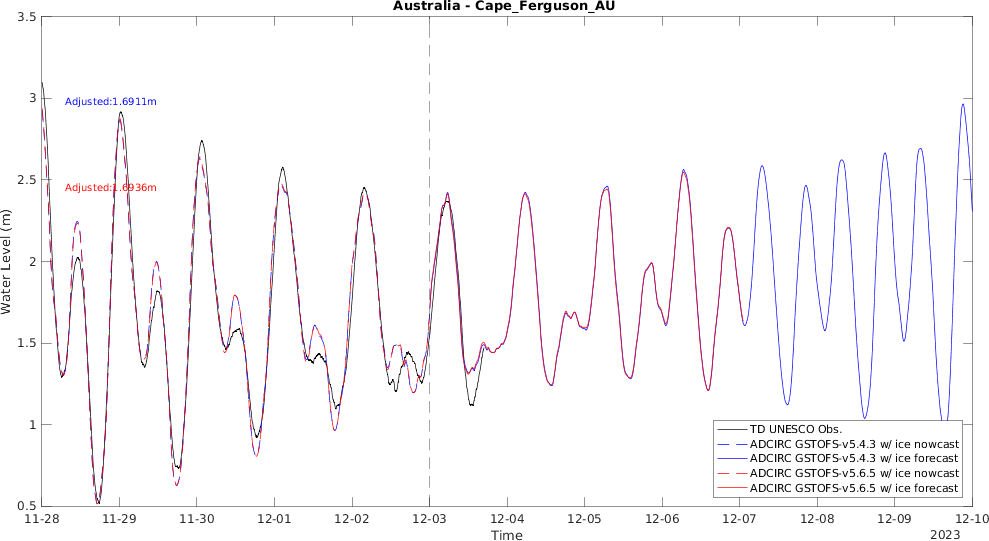 Australia - Cape_Ferguson_AU
3.5
3
2.5
2
1.5
1
0.5
Water Level (m)
Adjusted:1.6911m
Adjusted:1.6936m
TD UNESCO Obs.
ADCIRC GSTOFS-v5.4.3 w/ ice nowcast
ADCIRC GSTOFS-v5.4.3 w/ ice forecast
ADCIRC GSTOFS-v5.6.5 w/ ice nowcast
ADCIRC GSTOFS-v5.6.5 w/ ice forecast
11-28 11-29 11-30 12-01 12-02 12-03 12-04 12-05 12-06 12-07 12-08 12-09 12-10
Time
2023